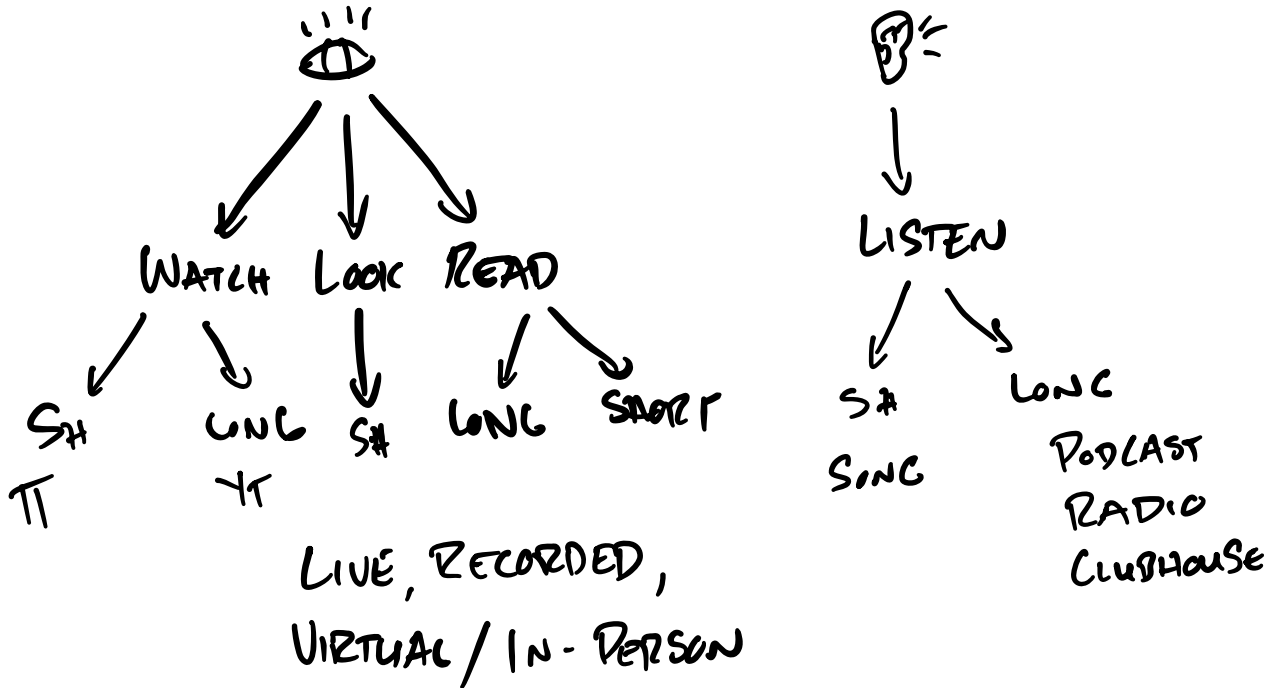 WATCH LOOK READ
LISTEN
SH LONG SH LONG SHORT
SH LONG
TT YT
SONG PODCAST
RADIO
CLUBHOUSE
LIVE, RECORDED,
VIRTUAL / IN-PERSON